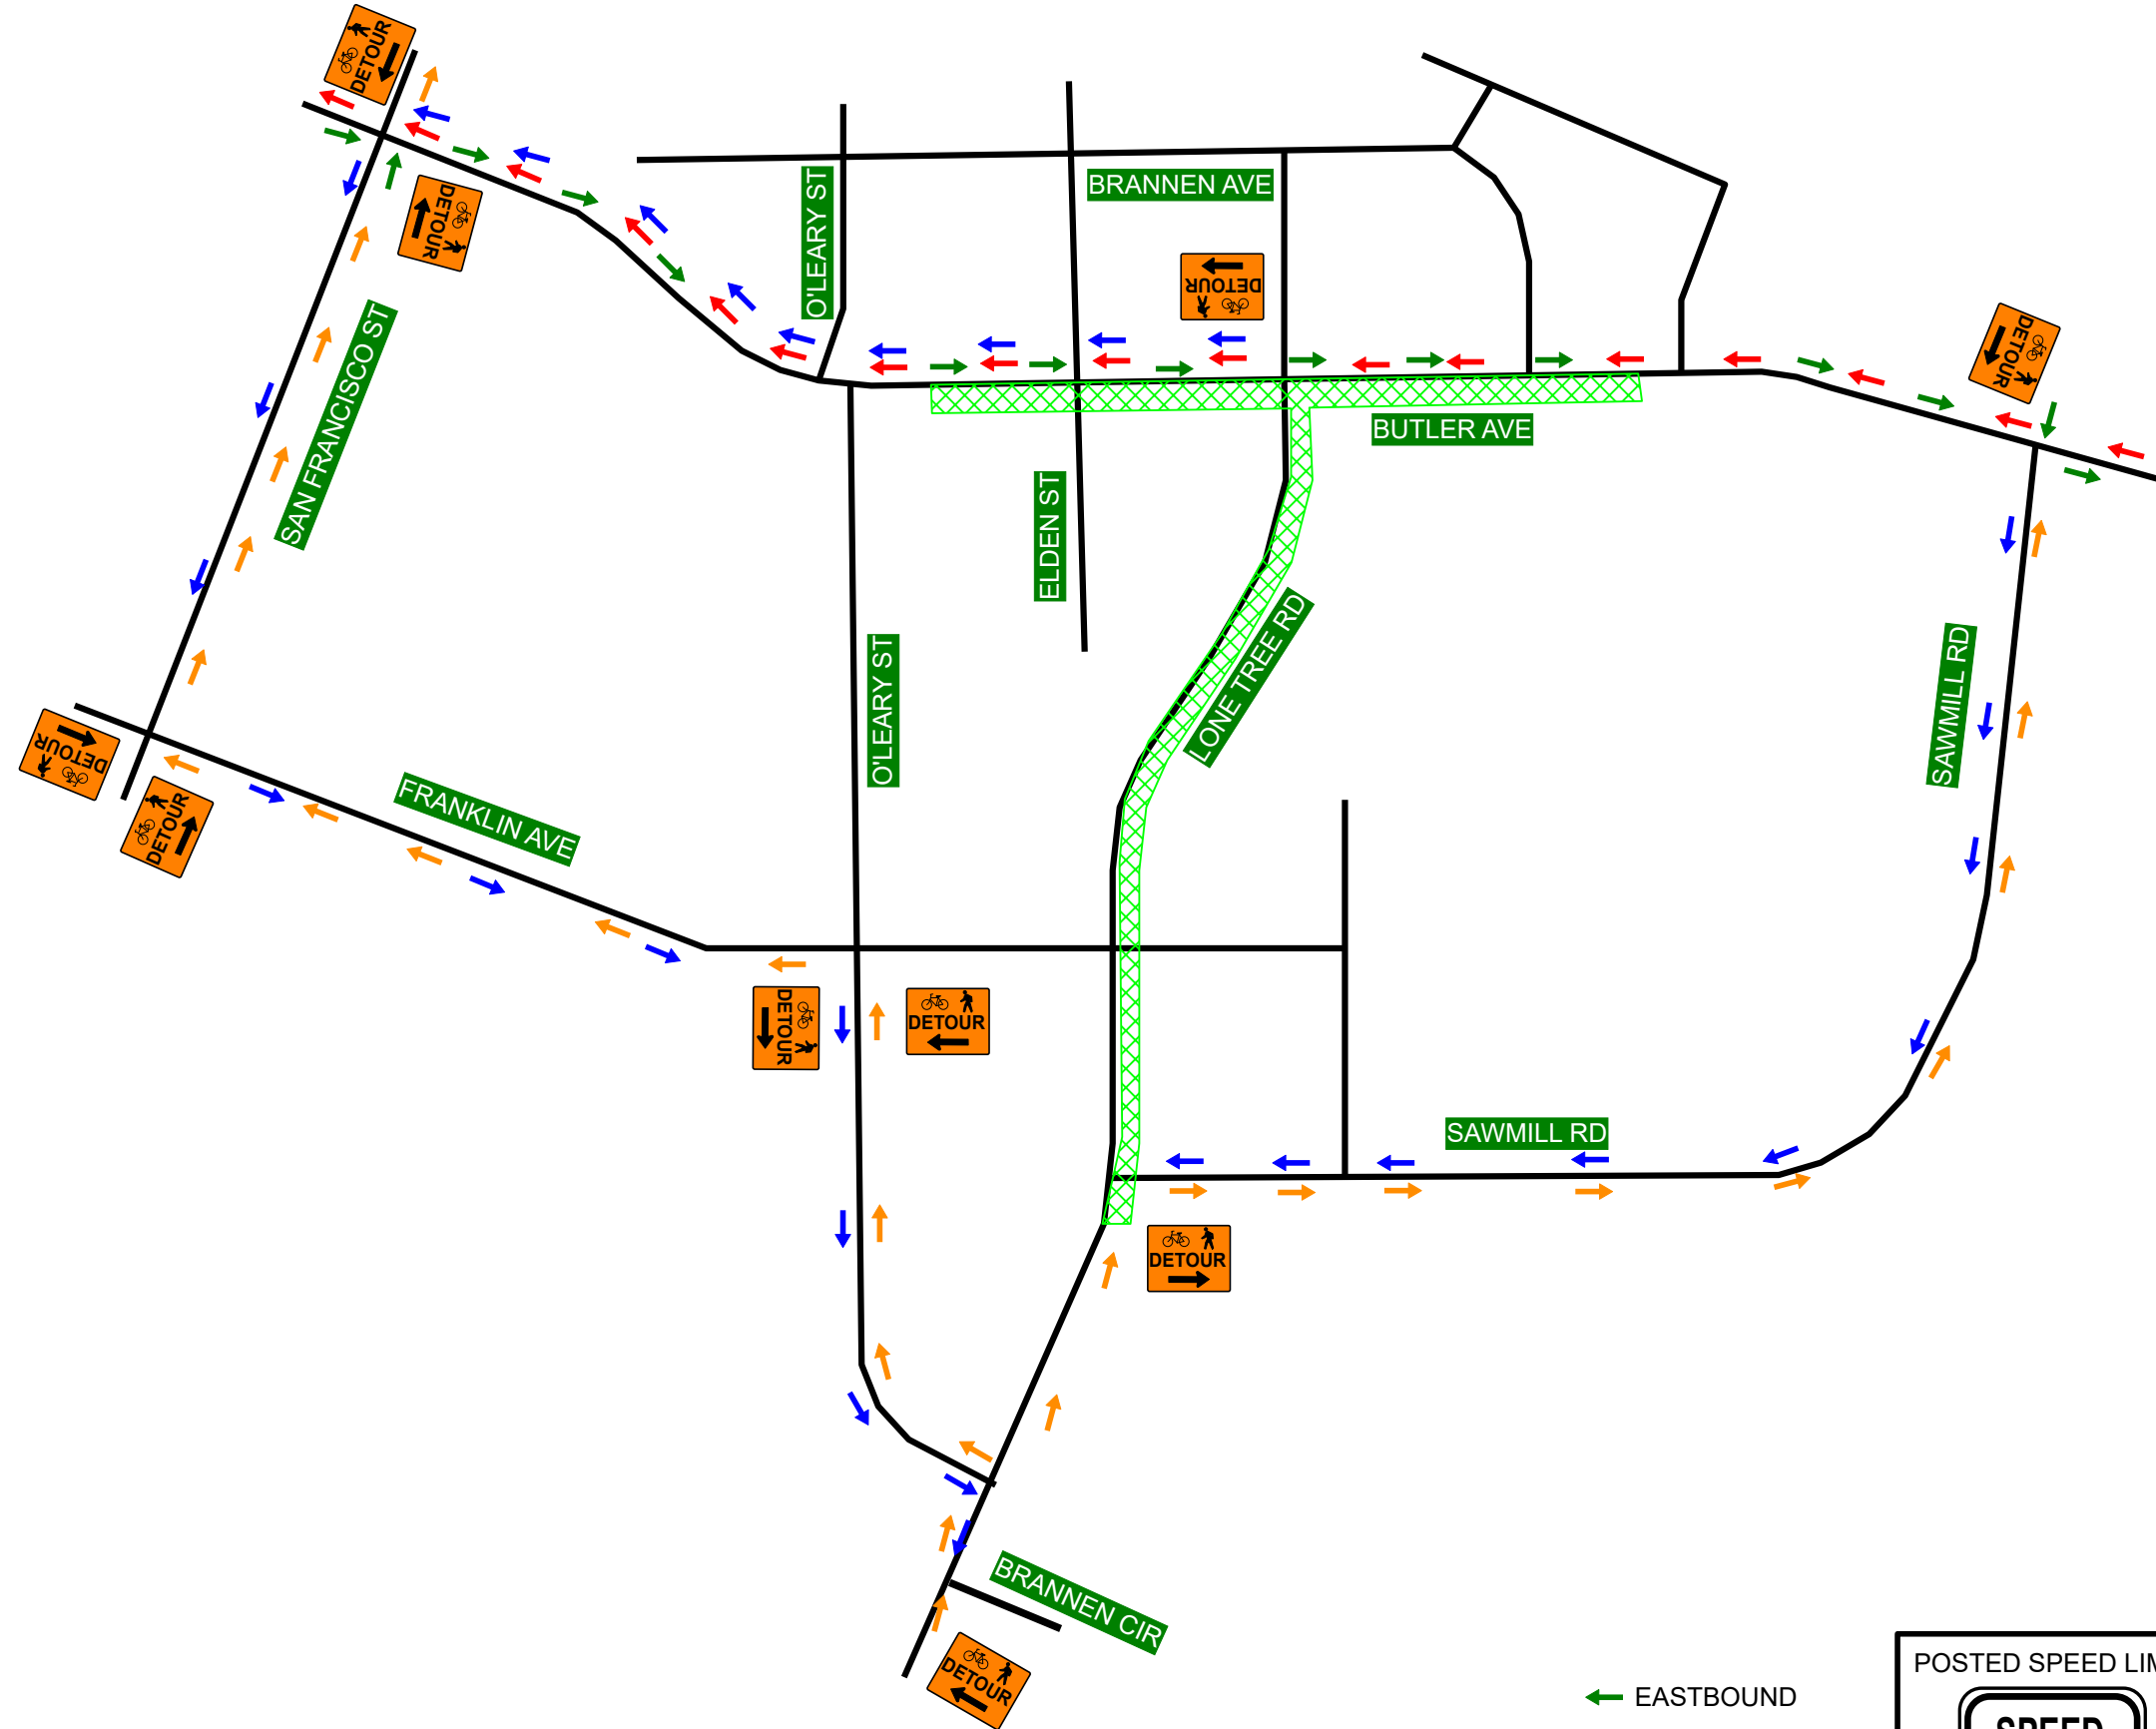 DETOUR
DETOUR
BRANNEN AVE
O'LEARY ST
DETOUR
DETOUR
SAN FRANCISCO ST
BUTLER AVE
ELDEN ST
LONE TREE RD
SAWMILL RD
O'LEARY ST
DETOUR
DETOUR
FRANKLIN AVE
DETOUR
DETOUR
SAWMILL RD
DETOUR
BRANNEN CIR
DETOUR
POSTED SPEED LIM
EASTBOUND
SPEED